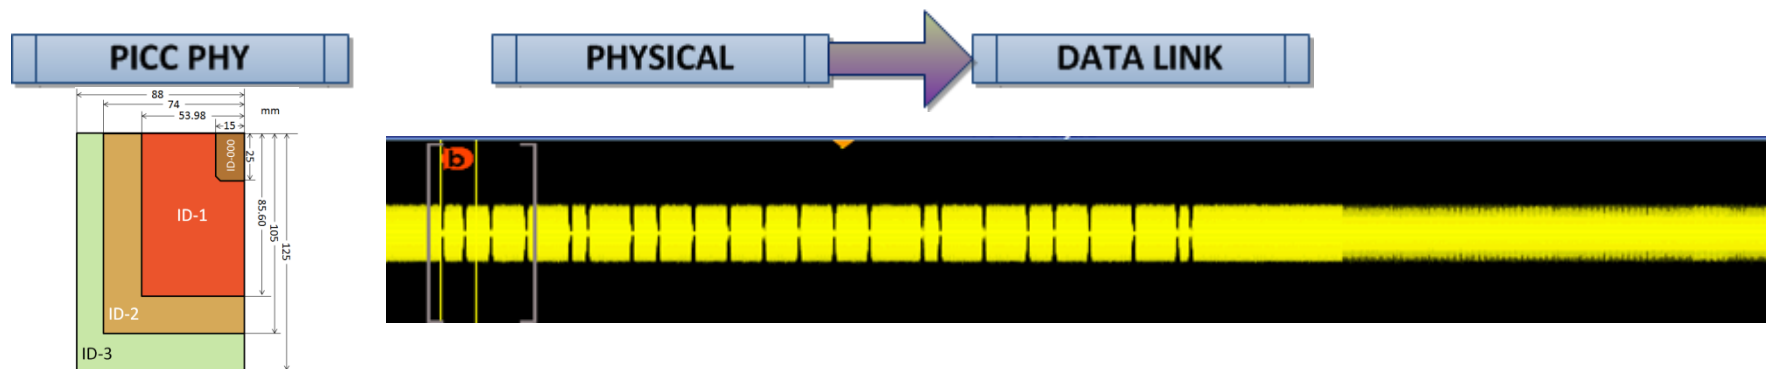 PICC PHY
PHYSICAL
DATA LINK
88
74
mm
53.98
15
ID-000
25
ID-1
85.60
105
125
ID-2
ID-3
b